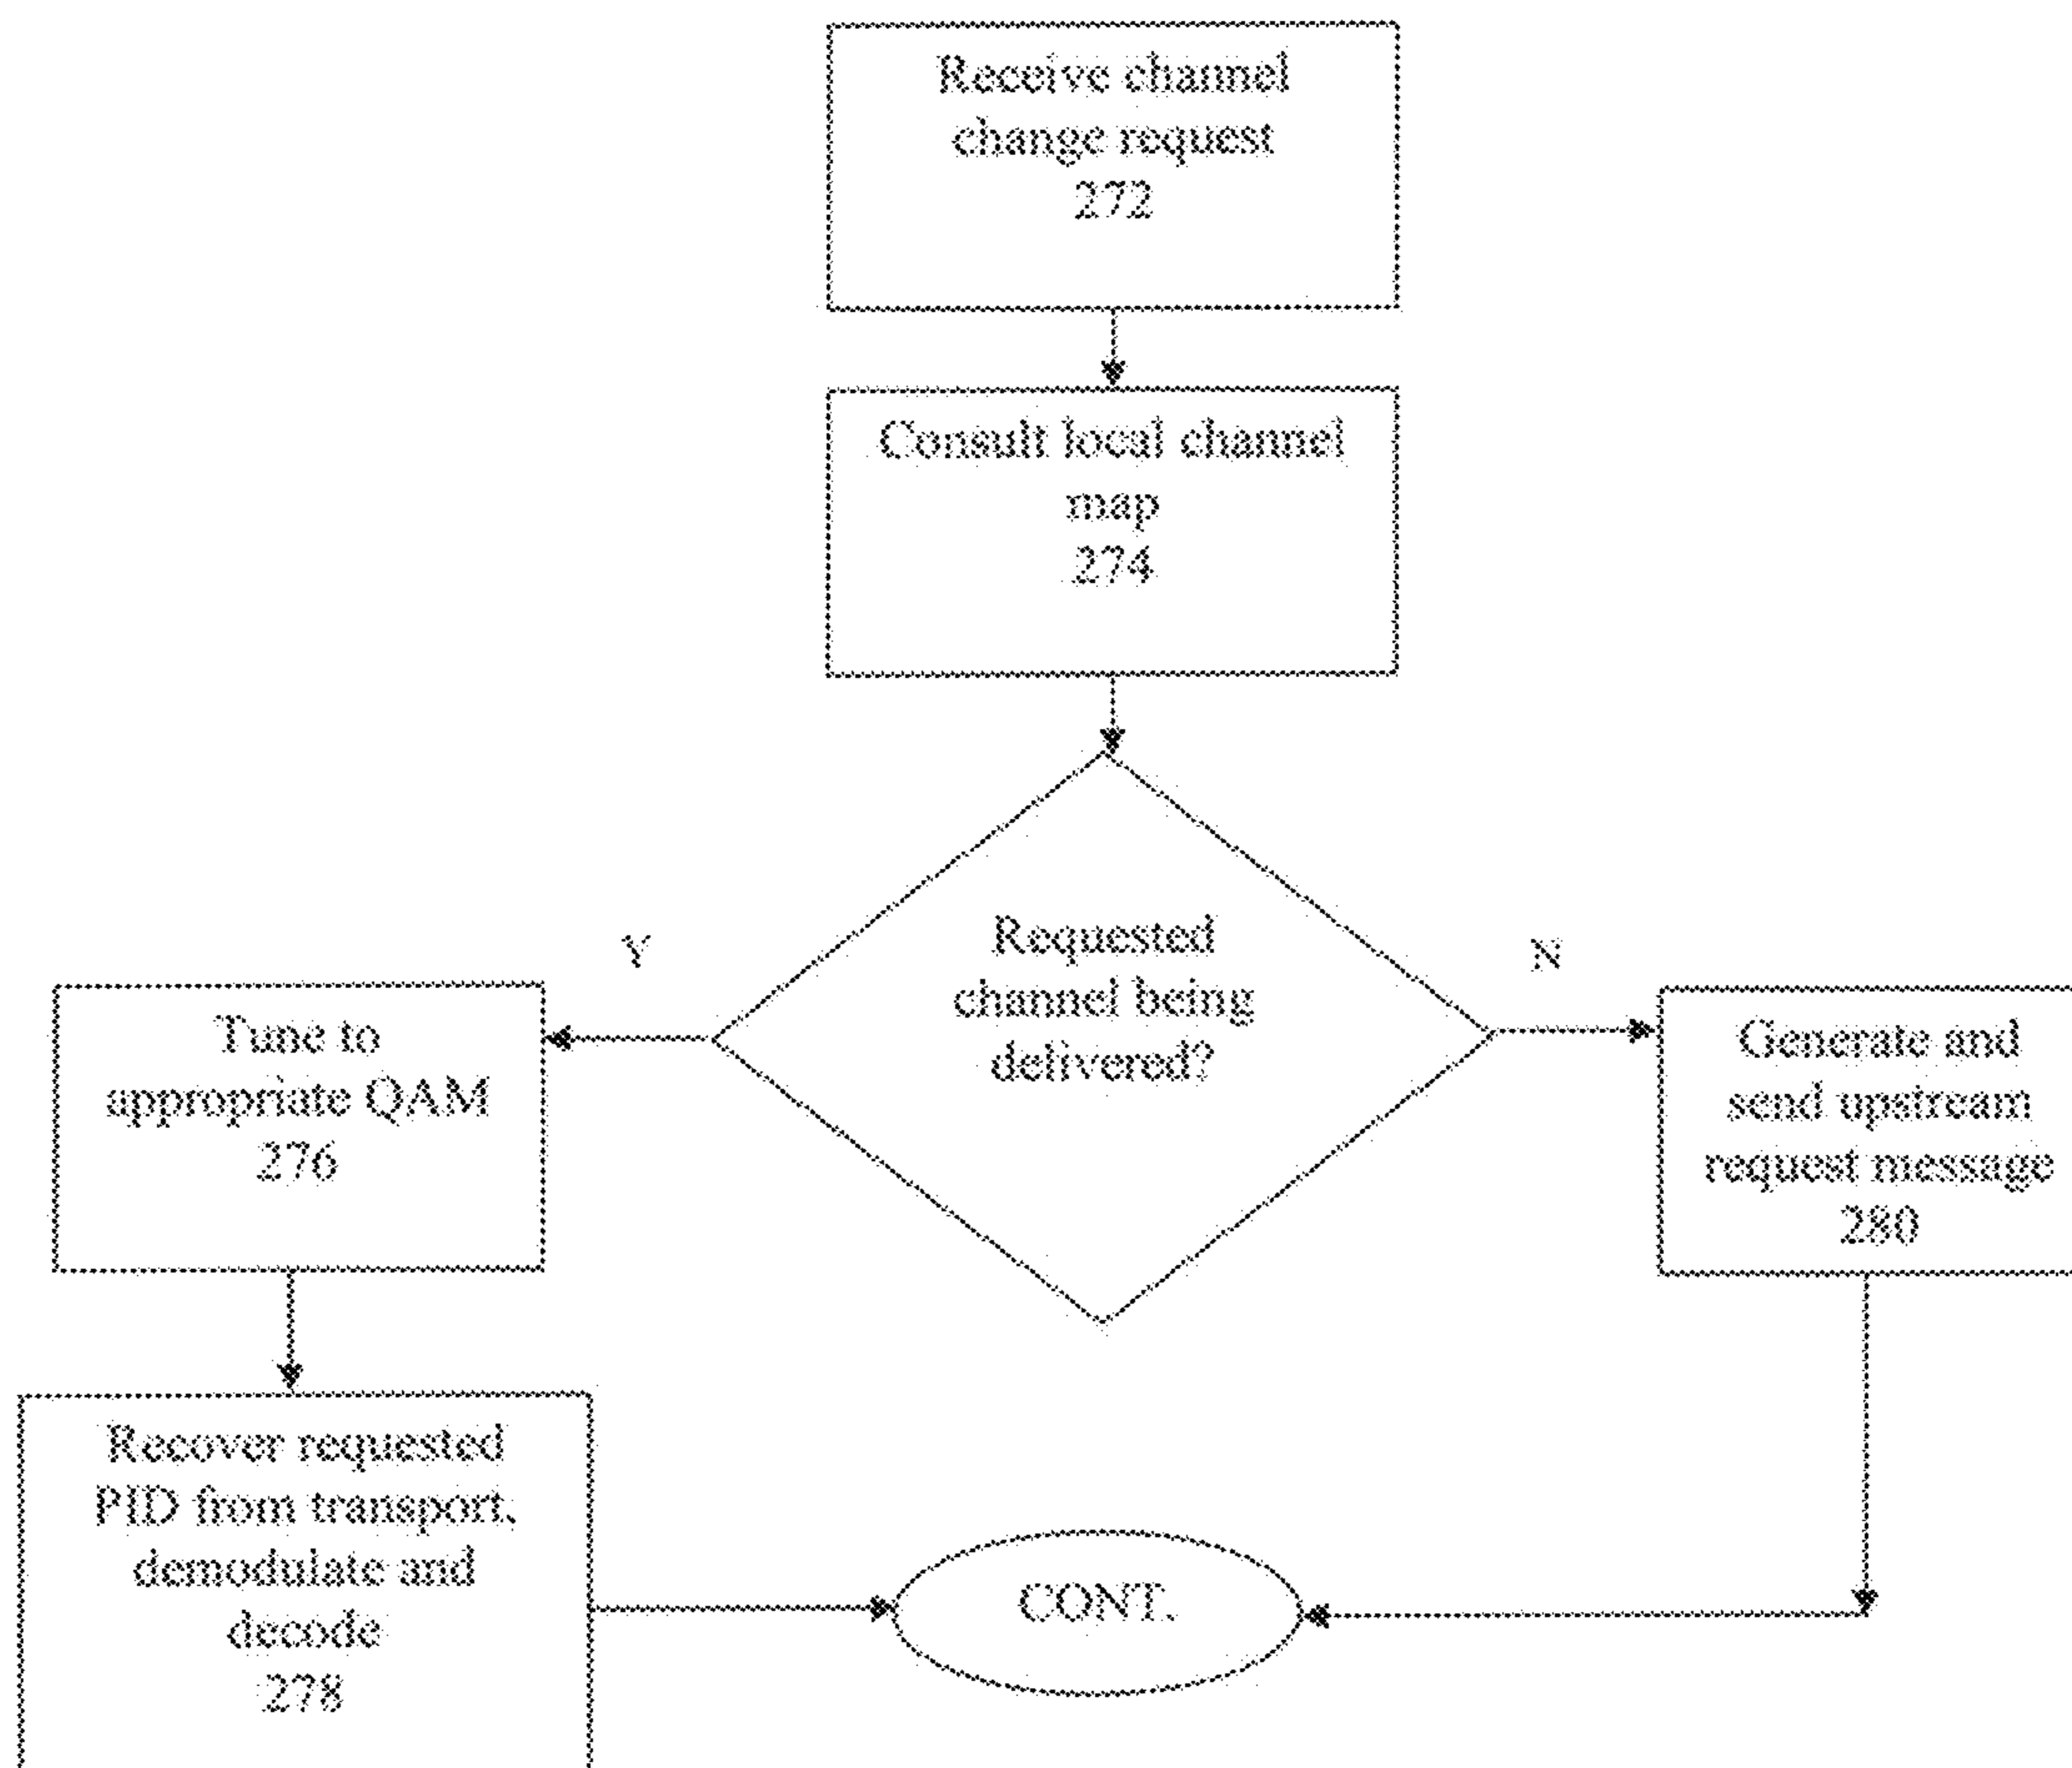 Receive channel
change request
272
Consult local channel
map
274
Requested
channel being
delivered?
Y
N
Tune to
appropriate QAM
276
Generate and
send upstream
request message
280
Recover requested
PID from transport,
demodulate and
decode
278
CONT.